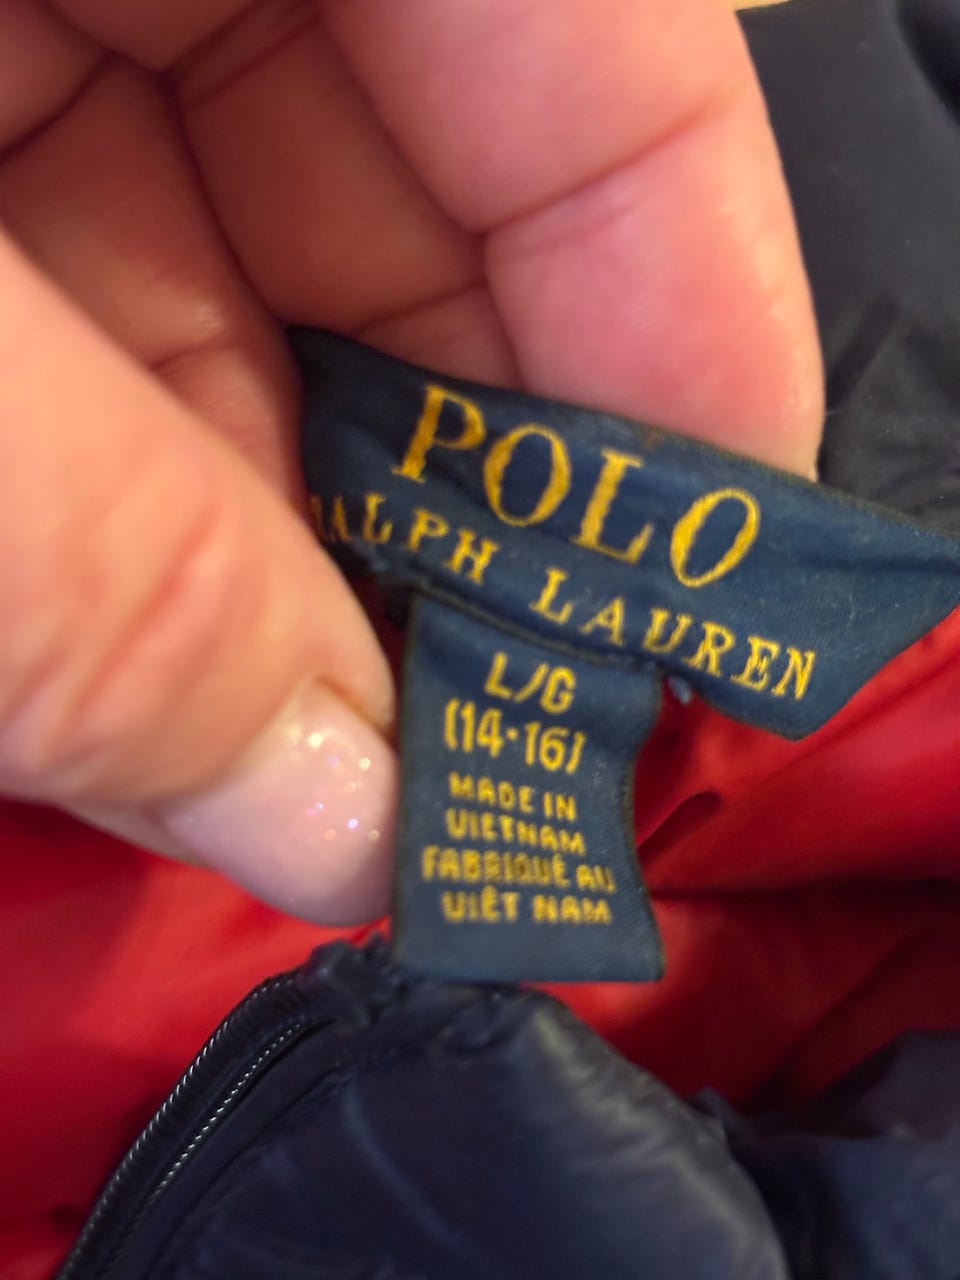 POLO
RALPH LAUREN
L/G
(14·16)
MADE IN
VIETNAM
FABRIQUÉ AU
VIÊT NAM